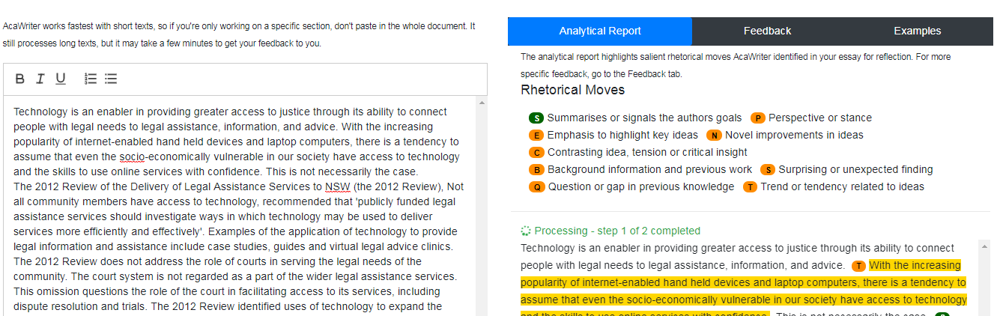 AcaWriter works fastest with short texts, so if you're only working on a specific section, don't paste in the whole document. It
still processes long texts, but it may take a few minutes to get your feedback to you.
B I U
Technology is an enabler in providing greater access to justice through its ability to connect
people with legal needs to legal assistance, information, and advice. With the increasing
popularity of internet-enabled hand held devices and laptop computers, there is a tendency to
assume that even the socio-economically vulnerable in our society have access to technology
and the skills to use online services with confidence. This is not necessarily the case.
The 2012 Review of the Delivery of Legal Assistance Services to NSW (the 2012 Review), Not
all community members have access to technology, recommended that 'publicly funded legal
assistance services should investigate ways in which technology may be used to deliver
services more efficiently and effectively'. Examples of the application of technology to provide
legal information and assistance include case studies, guides and virtual legal advice clinics.
The 2012 Review does not address the role of courts in serving the legal needs of the
community. The court system is not regarded as a part of the wider legal assistance services.
This omission questions the role of the court in facilitating access to its services, including
dispute resolution and trials. The 2012 Review identified uses of technology to expand the
Analytical Report Feedback Examples
The analytical report highlights salient rhetorical moves AcaWriter identified in your essay for reflection. For more
specific feedback, go to the Feedback tab.
Rhetorical Moves
S Summarises or signals the authors goals P Perspective or stance
E Emphasis to highlight key ideas N Novel improvements in ideas
C Contrasting idea, tension or critical insight
B Background information and previous work S Surprising or unexpected finding
Q Question or gap in previous knowledge T Trend or tendency related to ideas
Processing - step 1 of 2 completed
Technology is an enabler in providing greater access to justice through its ability to connect
people with legal needs to legal assistance, information, and advice. T With the increasing
popularity of internet-enabled hand held devices and laptop computers, there is a tendency to
assume that even the socio-economically vulnerable in our society have access to technology
and the skills to use online services with confidence. This is not necessarily the case.